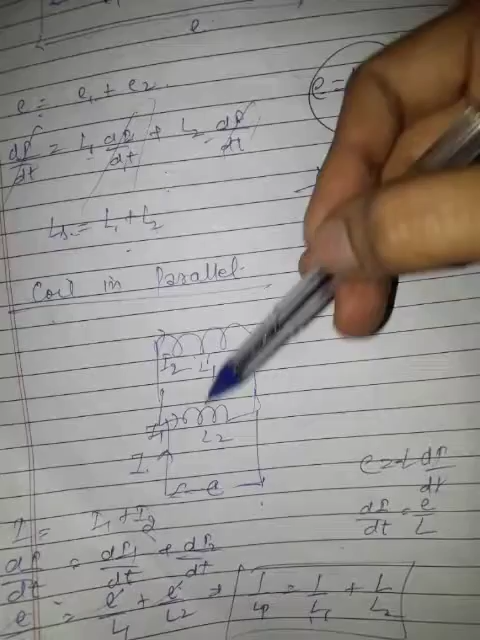 e
e = e₁ + e₂
dI/dt = L₁ dI/dt + L₂ dI/dt
Ls = L₁ + L₂
Coil in Parallel
I₂ L₁
I₁ L₂
I
e
e = L dI/dt
dI/dt = e/L
I = I₁ + I₂
dI/dt = dI₁/dt + dI₂/dt
e = e/L₁ + e/L₂ ⇒ 1/Lp = 1/L₁ + 1/L₂